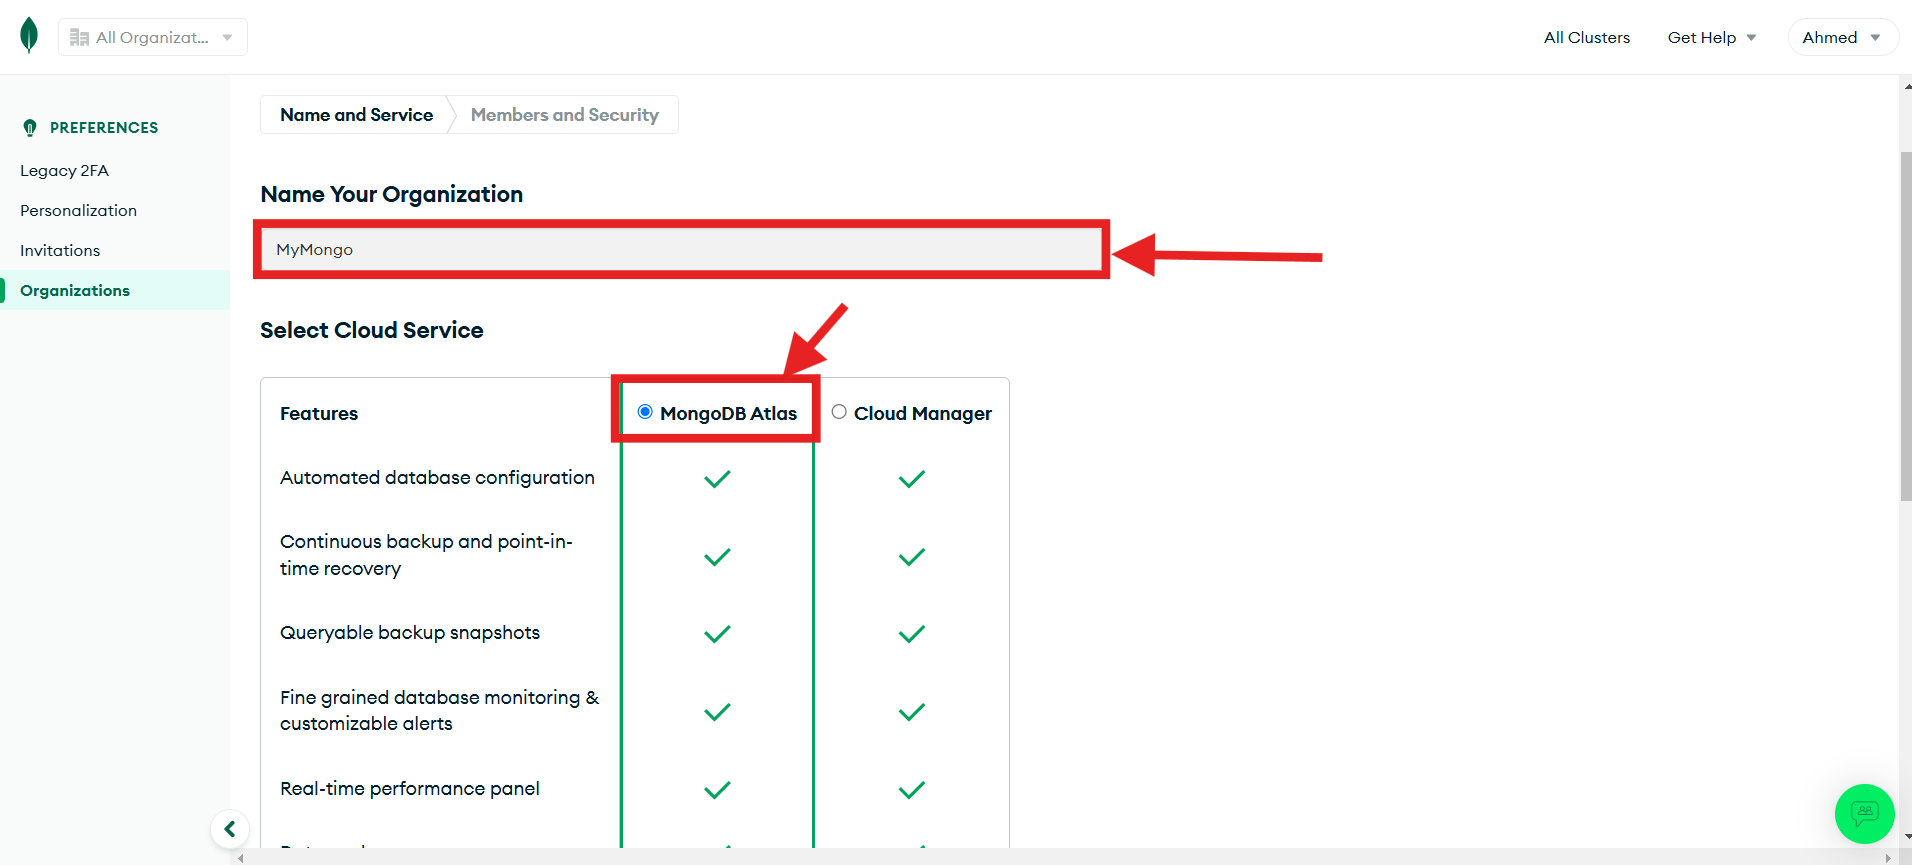 All Organizat...
All Clusters
Get Help
Ahmed
PREFERENCES
Legacy 2FA
Personalization
Invitations
Organizations
Name and Service
Members and Security
Name Your Organization
MyMongo
Select Cloud Service
Features
MongoDB Atlas
Cloud Manager
Automated database configuration
Continuous backup and point-in-
time recovery
Queryable backup snapshots
Fine grained database monitoring &
customizable alerts
Real-time performance panel